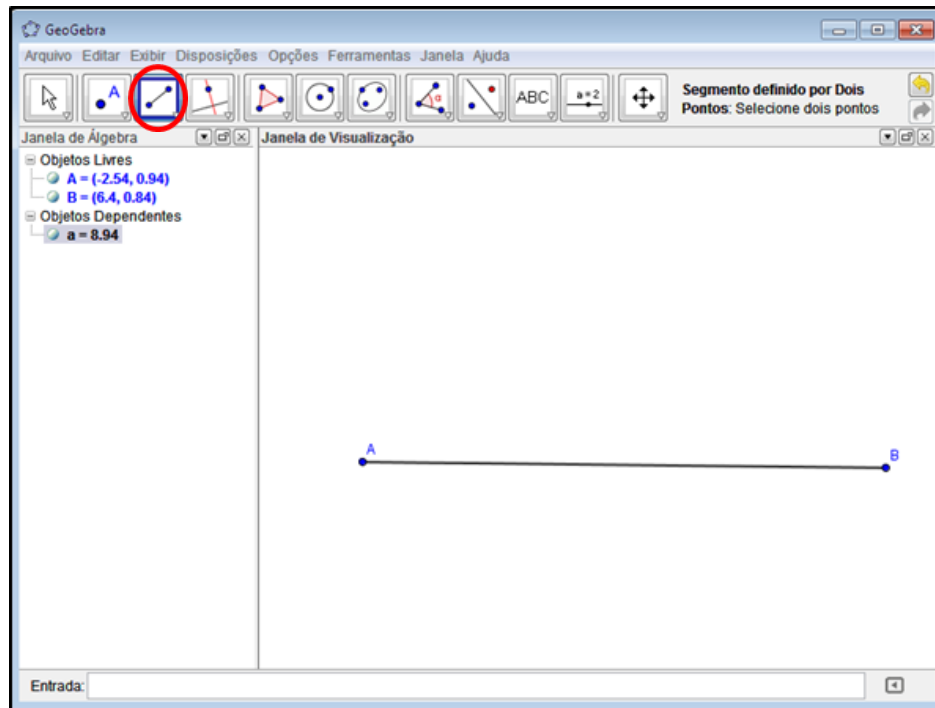 GeoGebra
Arquivo Editar Exibir Disposições Opções Ferramentas Janela Ajuda
A
α
ABC
a=2
Segmento definido por Dois
Pontos: Selecione dois pontos
Janela de Álgebra
Janela de Visualização
Objetos Livres
A = (-2.54, 0.94)
B = (6.4, 0.84)
Objetos Dependentes
a = 8.94
A
B
Entrada: